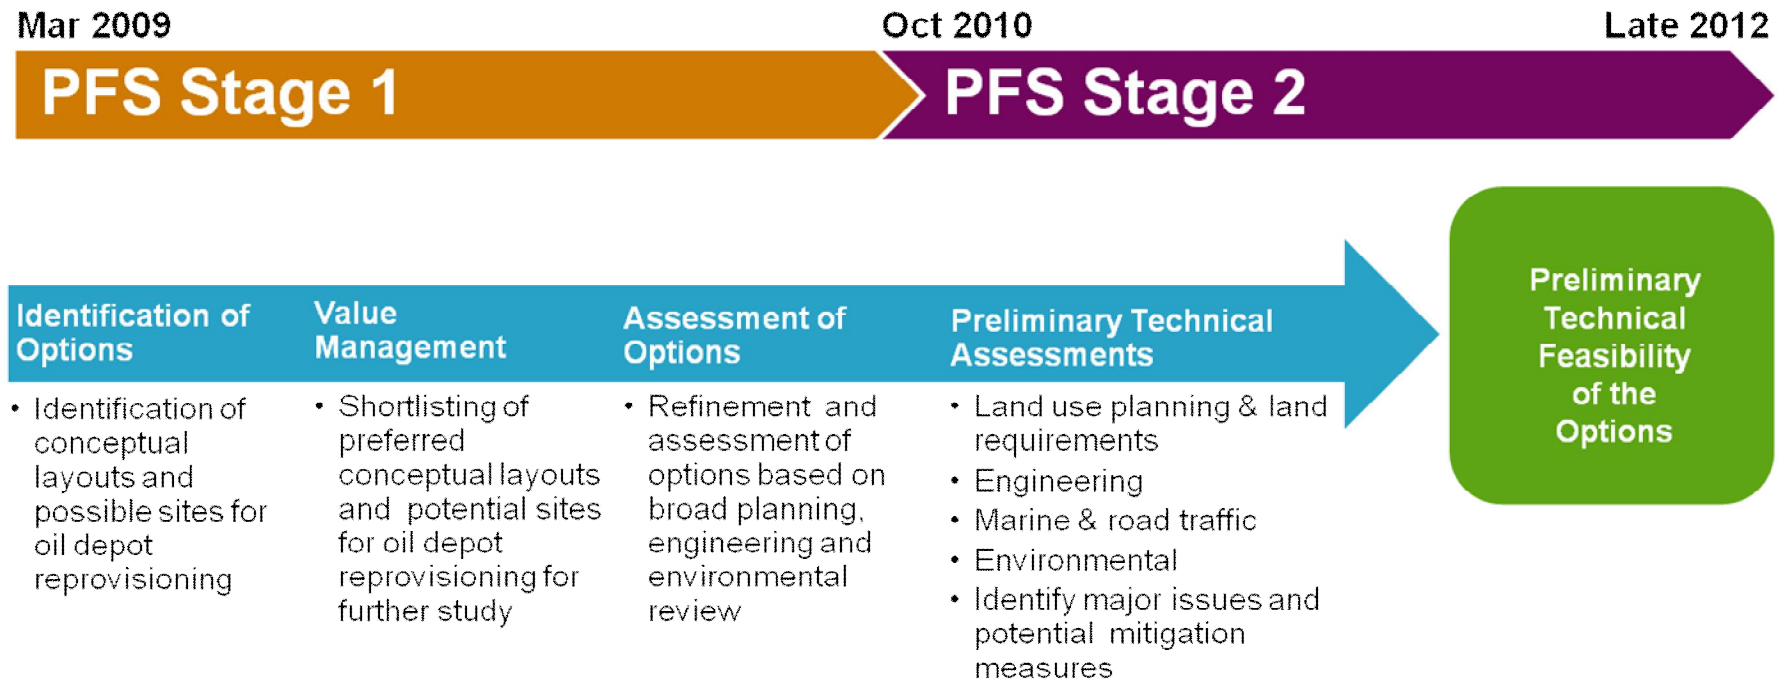 Mar 2009
Oct 2010
Late 2012
PFS Stage 1
PFS Stage 2
Identification of
Options
• Identification of
conceptual
layouts and
possible sites for
oil depot
reprovisioning
Value
Management
• Shortlisting of
preferred
conceptual layouts
and potential sites
for oil depot
reprovisioning for
further study
Assessment of
Options
• Refinement and
assessment of
options based on
broad planning,
engineering and
environmental
review
Preliminary Technical
Assessments
• Land use planning & land
requirements
• Engineering
• Marine & road traffic
• Environmental
• Identify major issues and
potential mitigation
measures
Preliminary
Technical
Feasibility
of the
Options